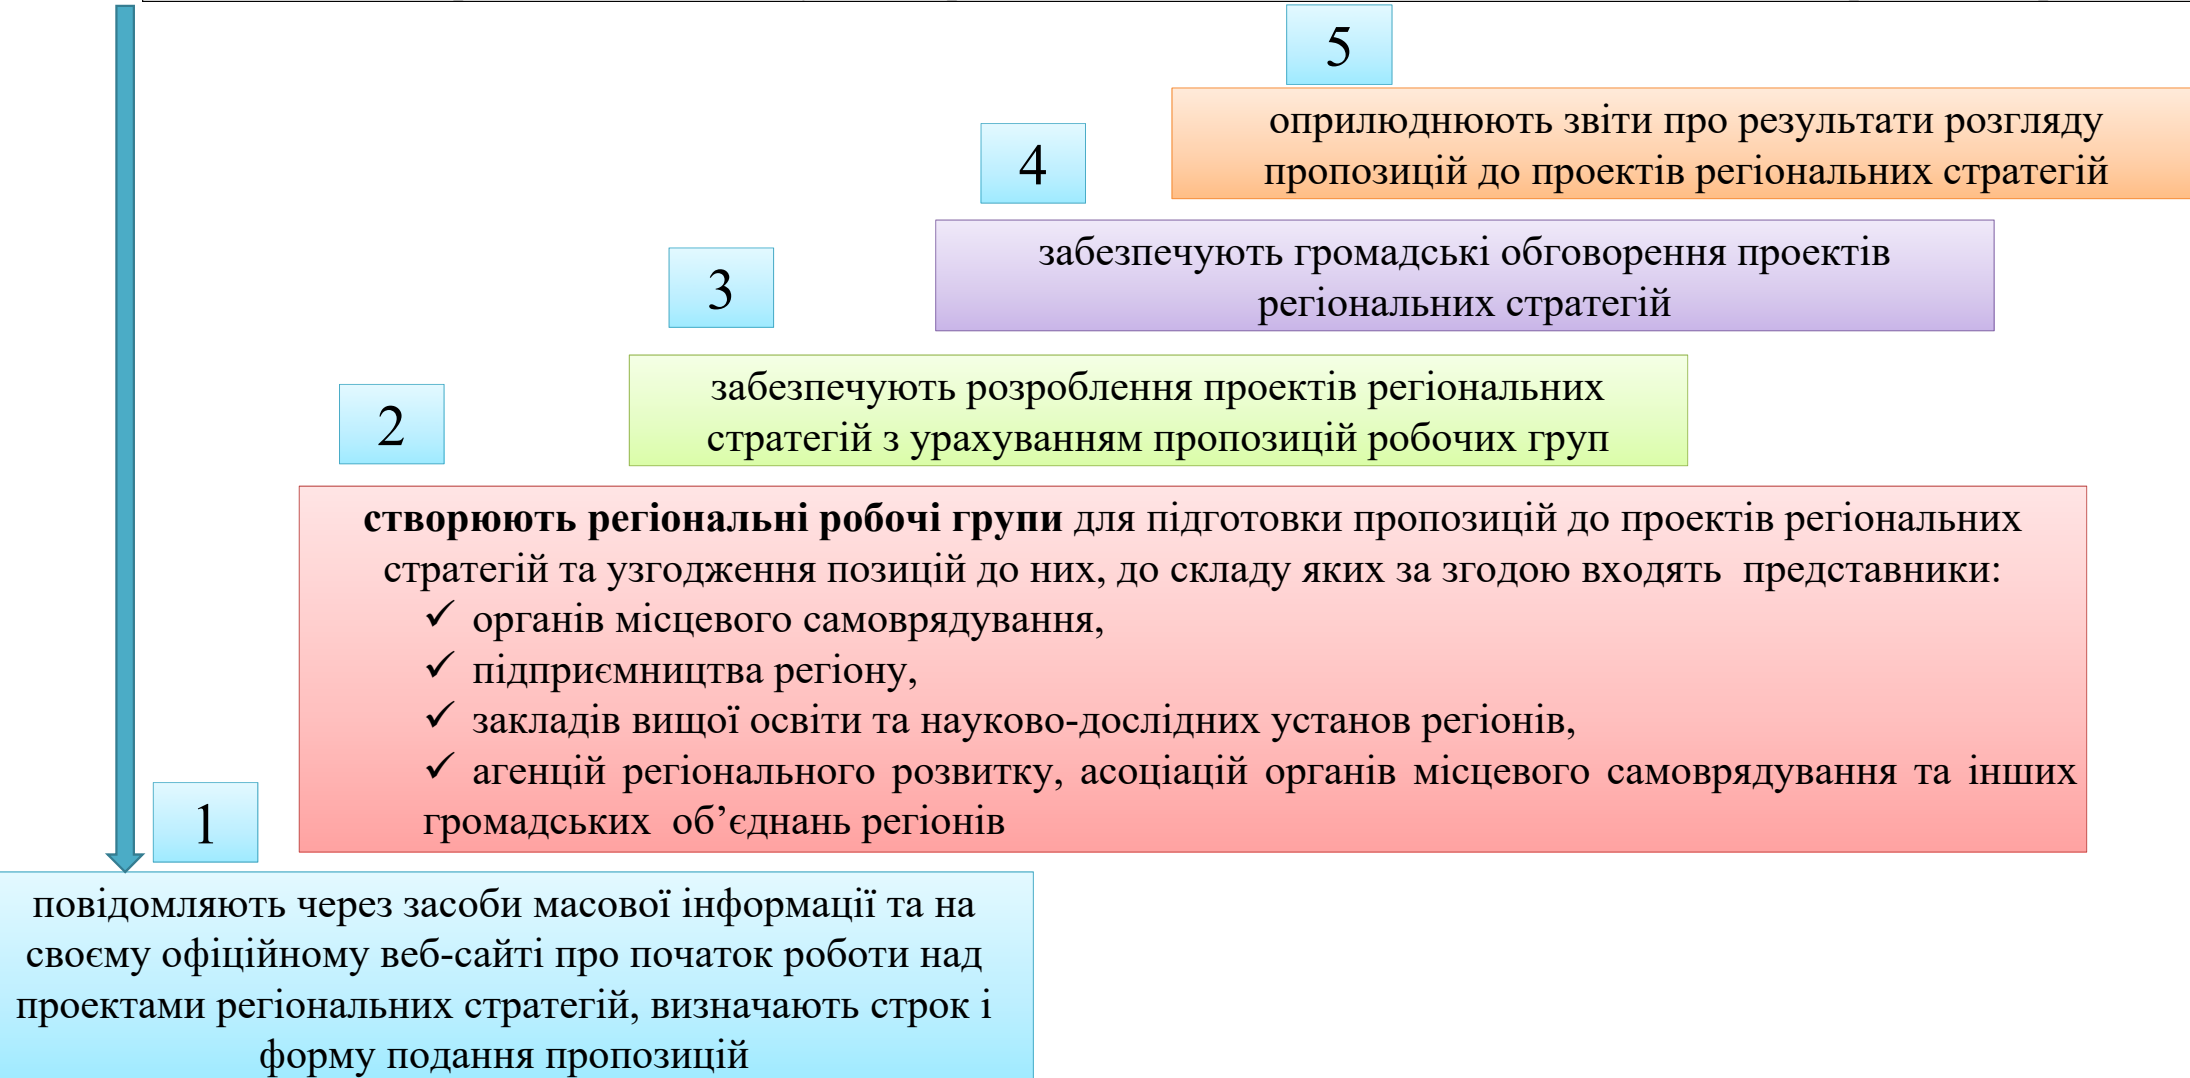 5
оприлюднюють звіти про результати розгляду
пропозицій до проектів регіональних стратегій
4
забезпечують громадські обговорення проектів
регіональних стратегій
3
забезпечують розроблення проектів регіональних
стратегій з урахуванням пропозицій робочих груп
2
створюють регіональні робочі групи для підготовки пропозицій до проектів регіональних
стратегій та узгодження позицій до них, до складу яких за згодою входять представники:
✓ органів місцевого самоврядування,
✓ підприємництва регіону,
✓ закладів вищої освіти та науково-дослідних установ регіонів,
✓ агенцій регіонального розвитку, асоціацій органів місцевого самоврядування та інших
громадських об’єднань регіонів
1
повідомляють через засоби масової інформації та на
своєму офіційному веб-сайті про початок роботи над
проектами регіональних стратегій, визначають строк і
форму подання пропозицій